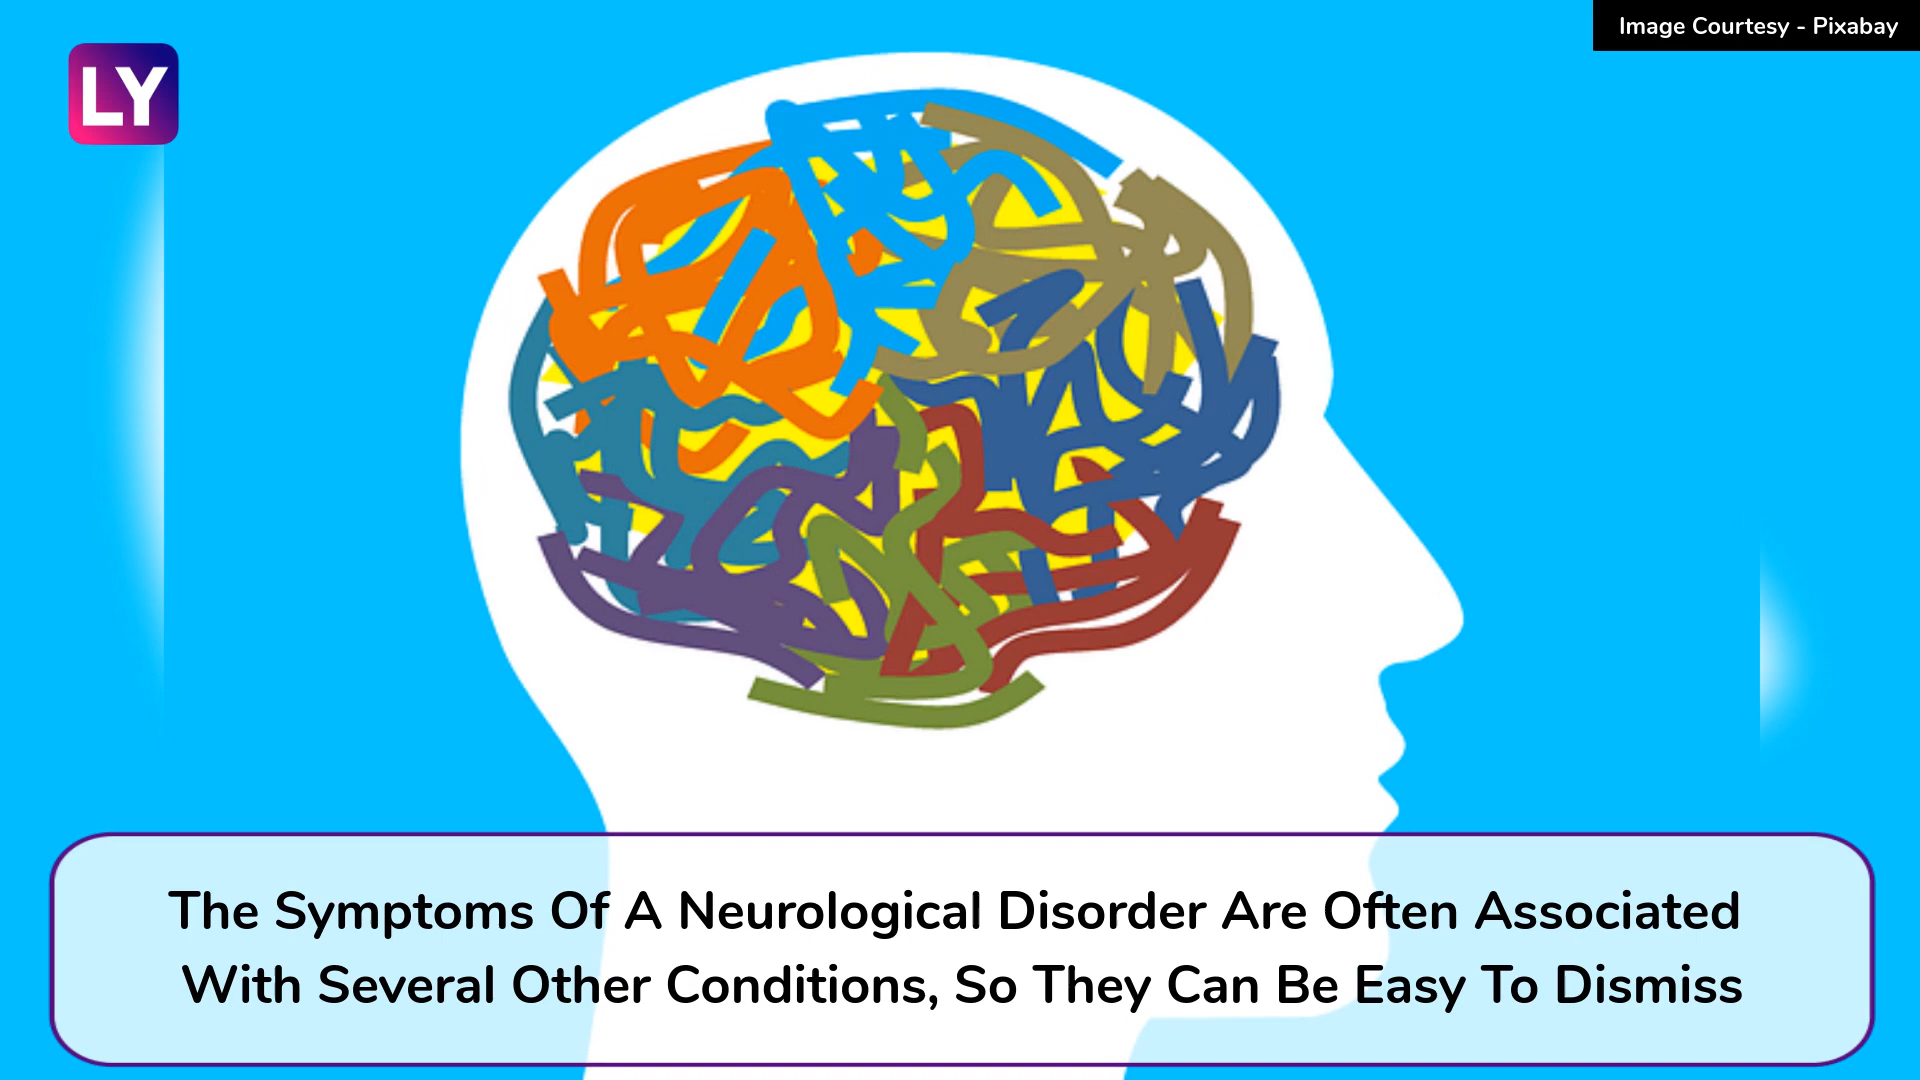 Image Courtesy - Pixabay
LY
The Symptoms Of A Neurological Disorder Are Often Associated
With Several Other Conditions, So They Can Be Easy To Dismiss